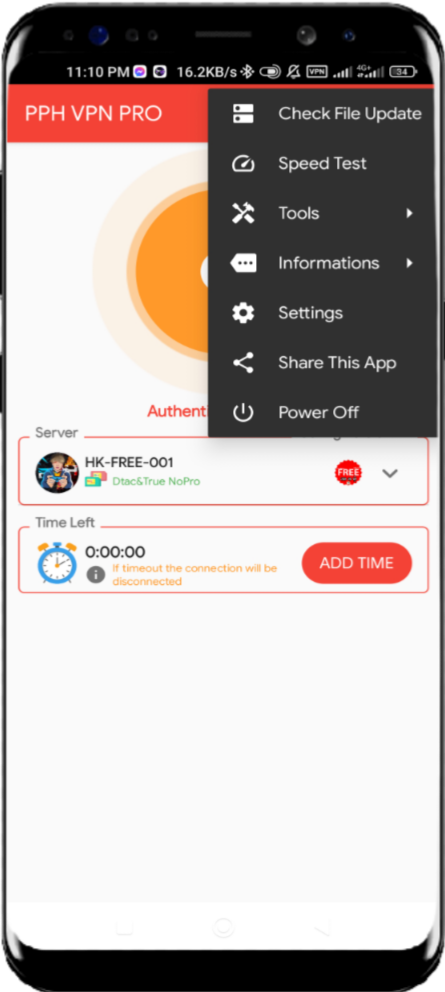 11:10 PM 16.2KB/s VPN 4G+ 34
PPH VPN PRO
Check File Update
Speed Test
Tools
Informations
Settings
Share This App
Power Off
Authent
Server
HK-FREE-001
Dtac&True NoPro
FREE
Time Left
0:00:00
If timeout the connection will be
disconnected
ADD TIME